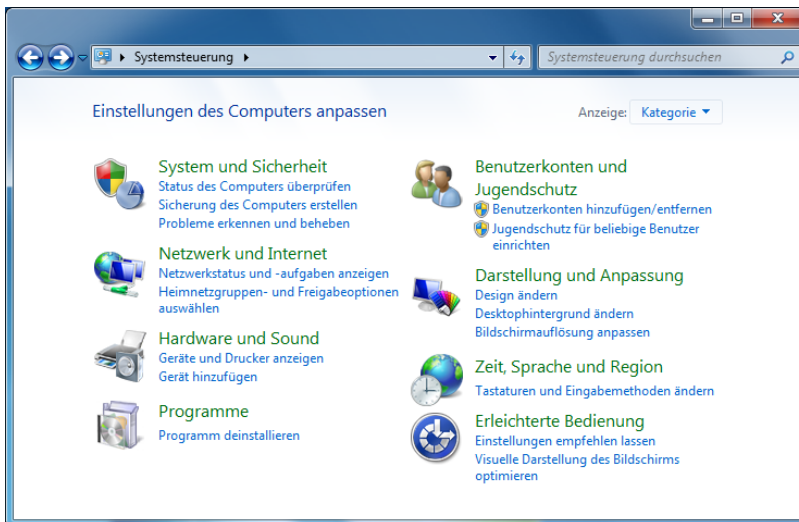 Systemsteuerung
Systemsteuerung durchsuchen
Einstellungen des Computers anpassen
Anzeige: Kategorie
System und Sicherheit
Status des Computers überprüfen
Sicherung des Computers erstellen
Probleme erkennen und beheben
Netzwerk und Internet
Netzwerkstatus und -aufgaben anzeigen
Heimnetzgruppen- und Freigabeoptionen
auswählen
Hardware und Sound
Geräte und Drucker anzeigen
Gerät hinzufügen
Programme
Programm deinstallieren
Benutzerkonten und
Jugendschutz
Benutzerkonten hinzufügen/entfernen
Jugendschutz für beliebige Benutzer
einrichten
Darstellung und Anpassung
Design ändern
Desktophintergrund ändern
Bildschirmauflösung anpassen
Zeit, Sprache und Region
Tastaturen und Eingabemethoden ändern
Erleichterte Bedienung
Einstellungen empfehlen lassen
Visuelle Darstellung des Bildschirms
optimieren